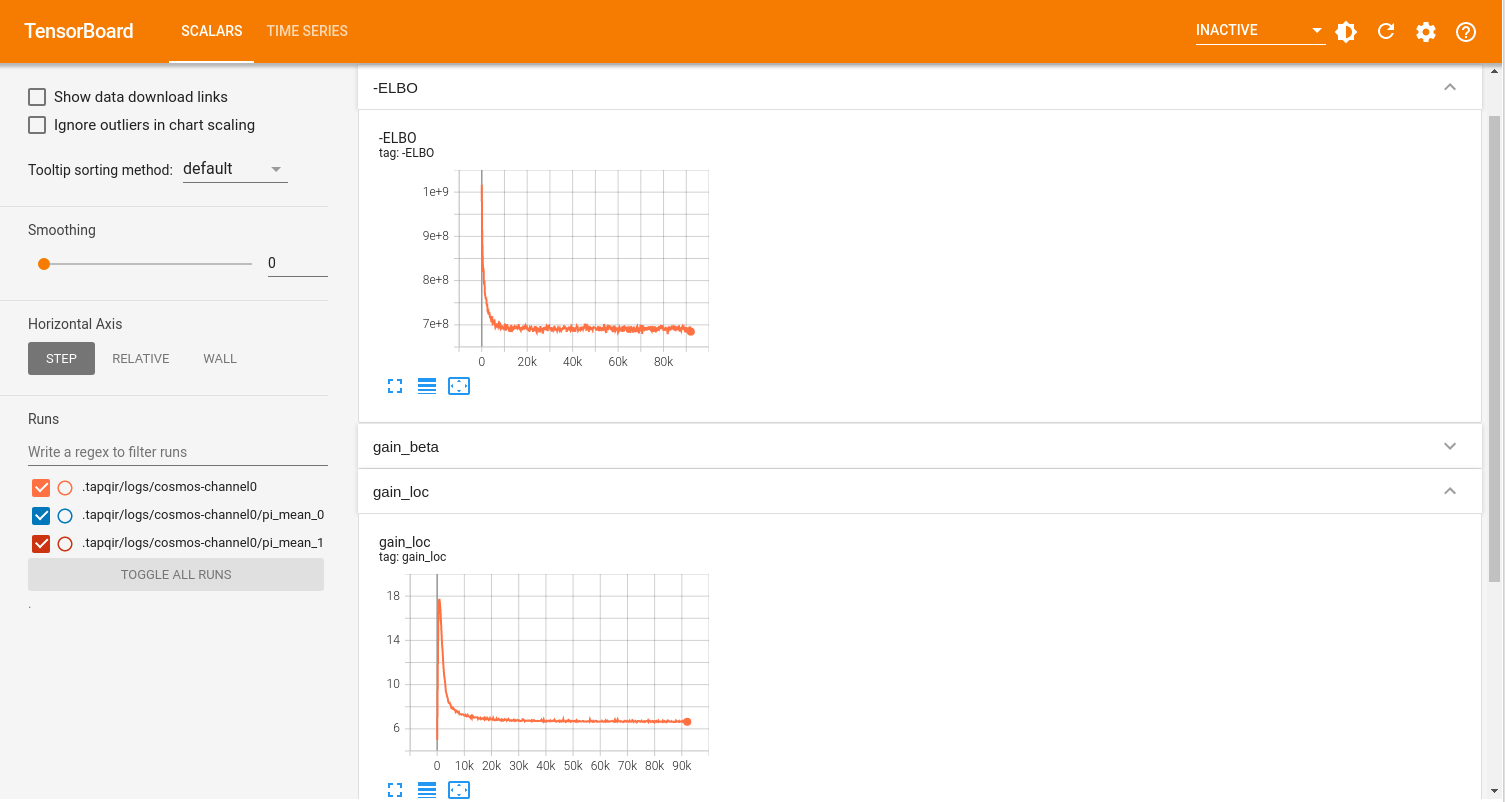 TensorBoard SCALARS TIME SERIES INACTIVE
Show data download links
Ignore outliers in chart scaling
Tooltip sorting method: default
Smoothing
0
Horizontal Axis
STEP RELATIVE WALL
Runs
Write a regex to filter runs
.tapqir/logs/cosmos-channel0
.tapqir/logs/cosmos-channel0/pi_mean_0
.tapqir/logs/cosmos-channel0/pi_mean_1
TOGGLE ALL RUNS
.
-ELBO
-ELBO
tag: -ELBO
1e+9
9e+8
8e+8
7e+8
0 20k 40k 60k 80k
gain_beta
gain_loc
gain_loc
tag: gain_loc
18
14
10
6
0 10k 20k 30k 40k 50k 60k 70k 80k 90k